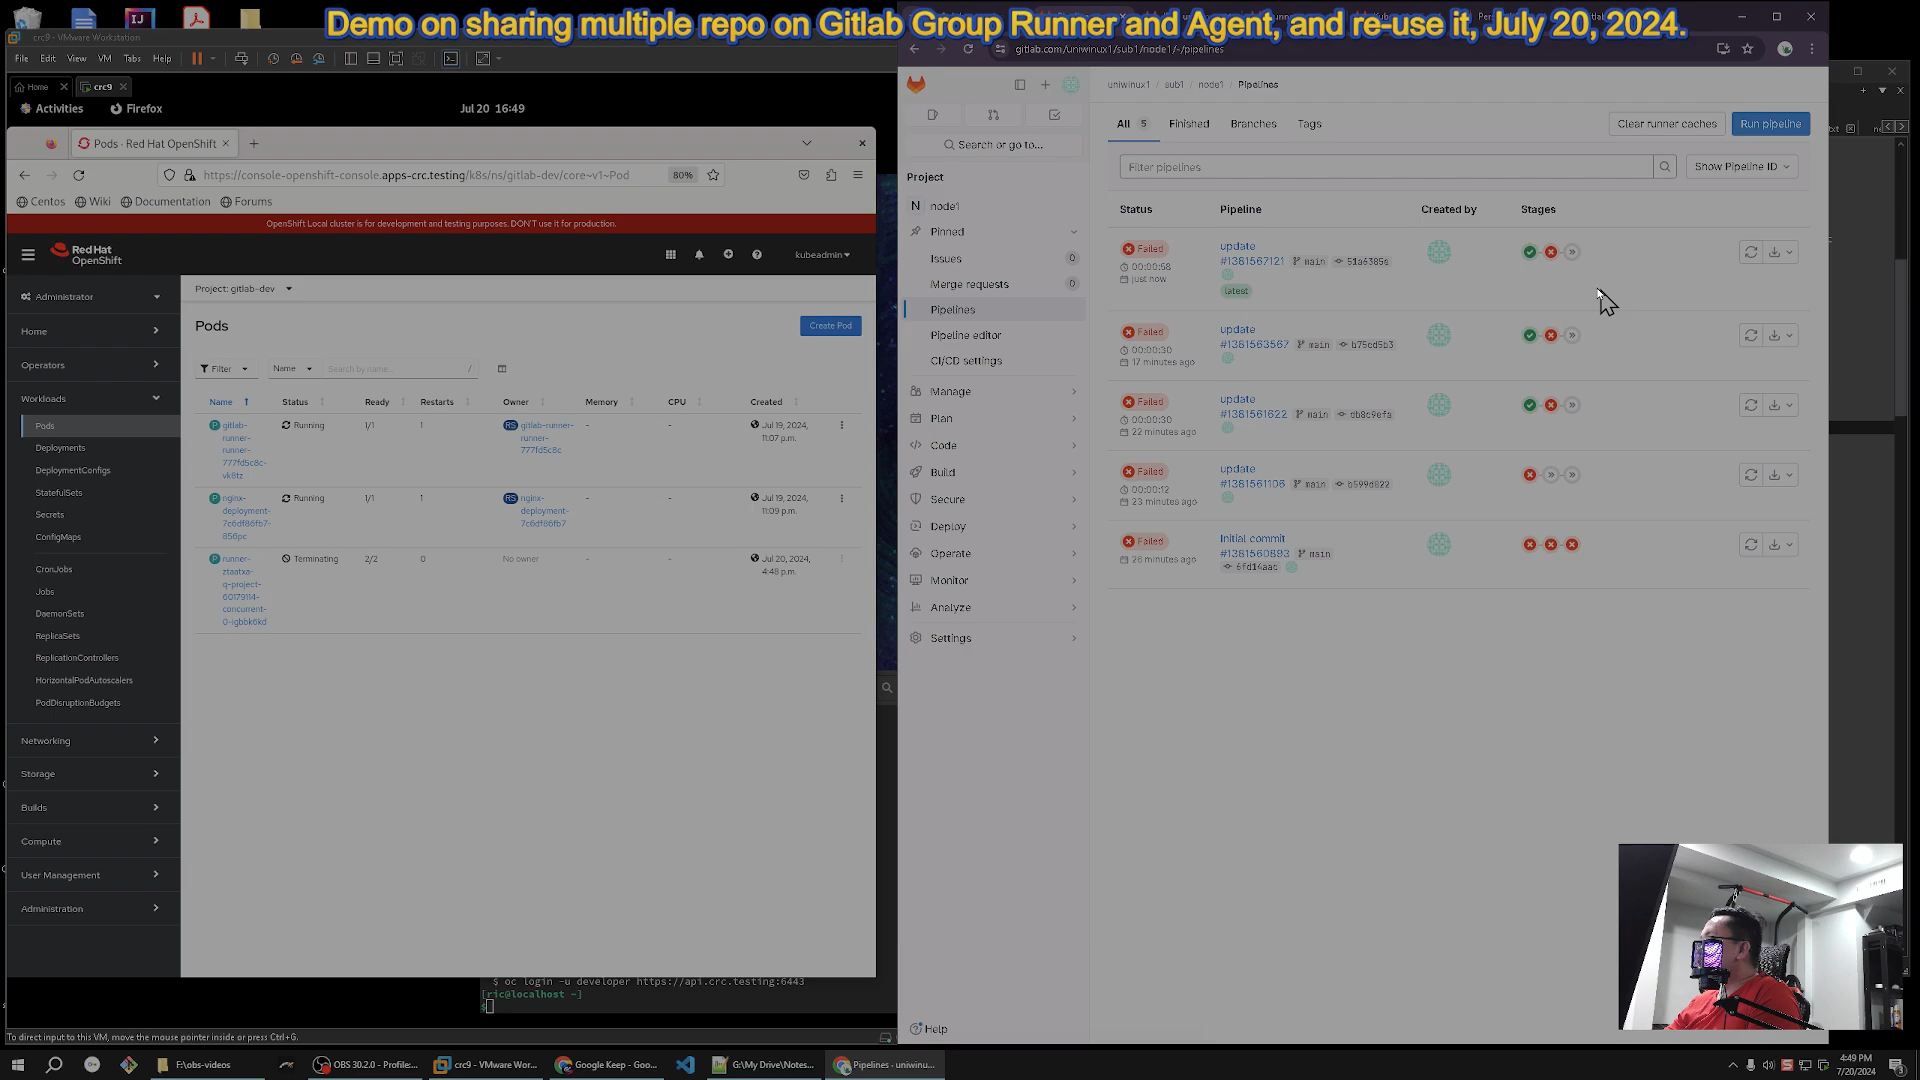 Demo on sharing multiple repo on Gitlab Group Runner and Agent, and re-use it, July 20, 2024.
crc9 - VMware Workstation
File Edit View VM Tabs Help
Home crc9
Activities Firefox Jul 20 16:49
Pods · Red Hat OpenShift
https://console-openshift-console.apps-crc.testing/k8s/ns/gitlab-dev/core~v1~Pod 80%
Centos Wiki Documentation Forums
OpenShift Local cluster is for development and testing purposes. DON'T use it for production.
Red Hat
OpenShift
kubeadmin
Administrator
Home
Operators
Workloads
Pods
Deployments
DeploymentConfigs
StatefulSets
Secrets
ConfigMaps
CronJobs
Jobs
DaemonSets
ReplicaSets
ReplicationControllers
HorizontalPodAutoscalers
PodDisruptionBudgets
Networking
Storage
Builds
Compute
User Management
Administration
Project: gitlab-dev
Pods
Create Pod
Filter Name Search by name... /
Name Status Ready Restarts Owner Memory CPU Created
P gitlab-
runner-
runner-
777fd5c8c-
vk8tz
Running 1/1 1
RS gitlab-runner-
runner-
777fd5c8c
- -
Jul 19, 2024,
11:07 p.m.
P nginx-
deployment-
7c6df86fb7-
856pc
Running 1/1 1
RS nginx-
deployment-
7c6df86fb7
- -
Jul 19, 2024,
11:09 p.m.
P runner-
ztaatxa-
q-project-
60179114-
concurrent-
0-igbbk6kd
Terminating 2/2 0 No owner - -
Jul 20, 2024,
4:48 p.m.
$ oc login -u developer https://api.crc.testing:6443
[ric@localhost ~]
$
To direct input to this VM, move the mouse pointer inside or press Ctrl+G.
gitlab.com/uniwinux1/sub1/node1/-/pipelines
Search or go to...
Project
N node1
Pinned
Issues 0
Merge requests 0
Pipelines
Pipeline editor
CI/CD settings
Manage
Plan
Code
Build
Secure
Deploy
Operate
Monitor
Analyze
Settings
Help
uniwinux1 / sub1 / node1 / Pipelines
All 5 Finished Branches Tags
Clear runner caches Run pipeline
Filter pipelines Show Pipeline ID
Status Pipeline Created by Stages
Failed
00:00:58
just now
update
#1381567121 main 51a6385e
latest
Failed
00:00:30
17 minutes ago
update
#1381563567 main b75cd5b3
Failed
00:00:30
22 minutes ago
update
#1381561622 main db8c9efa
Failed
00:00:12
23 minutes ago
update
#1381561106 main b599d822
Failed
26 minutes ago
Initial commit
#1381560893 main
6fd14aac
F:\obs-videos
OBS 30.2.0 - Profile:...
crc9 - VMware Wor...
Google Keep - Goo...
G:\My Drive\Notes...
Pipelines · uniwinu...
4:49 PM
7/20/2024